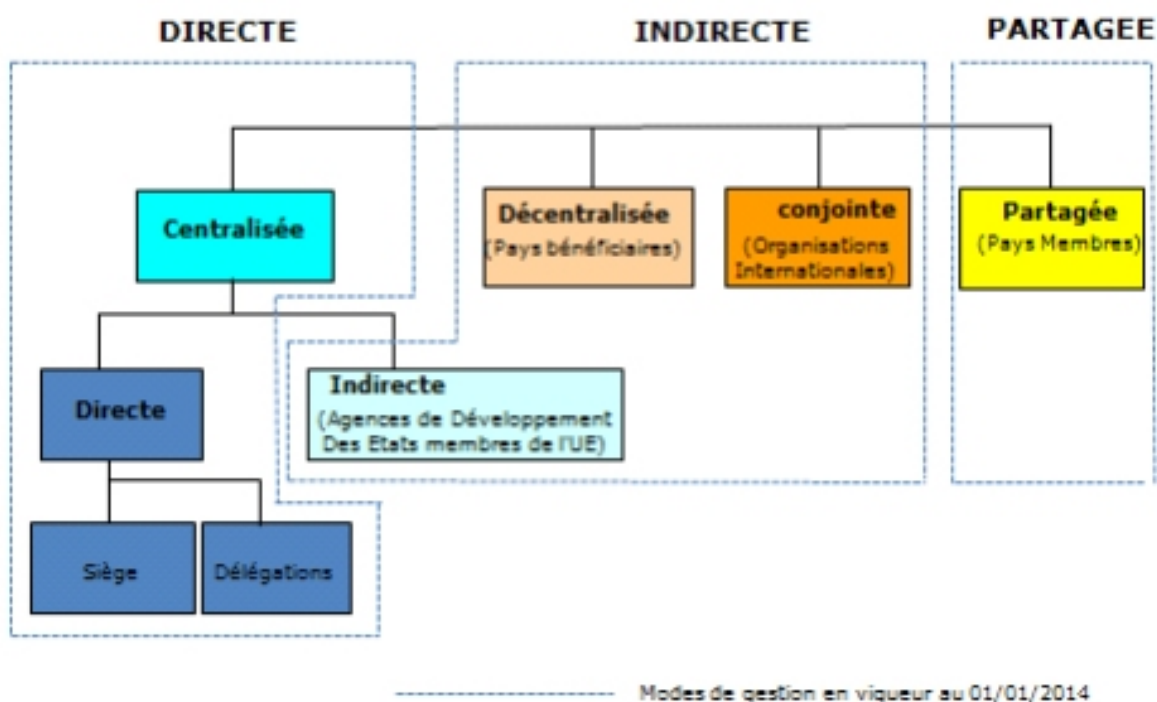 DIRECTE
INDIRECTE
PARTAGEE
Centralisée
Décentralisée
(Pays bénéficiaires)
conjointe
(Organisations
Internationales)
Partagée
(Pays Membres)
Directe
Indirecte
(Agences de Développement
Des Etats membres de l'UE)
Siège
Délégations
Modes de gestion en vigueur au 01/01/2014